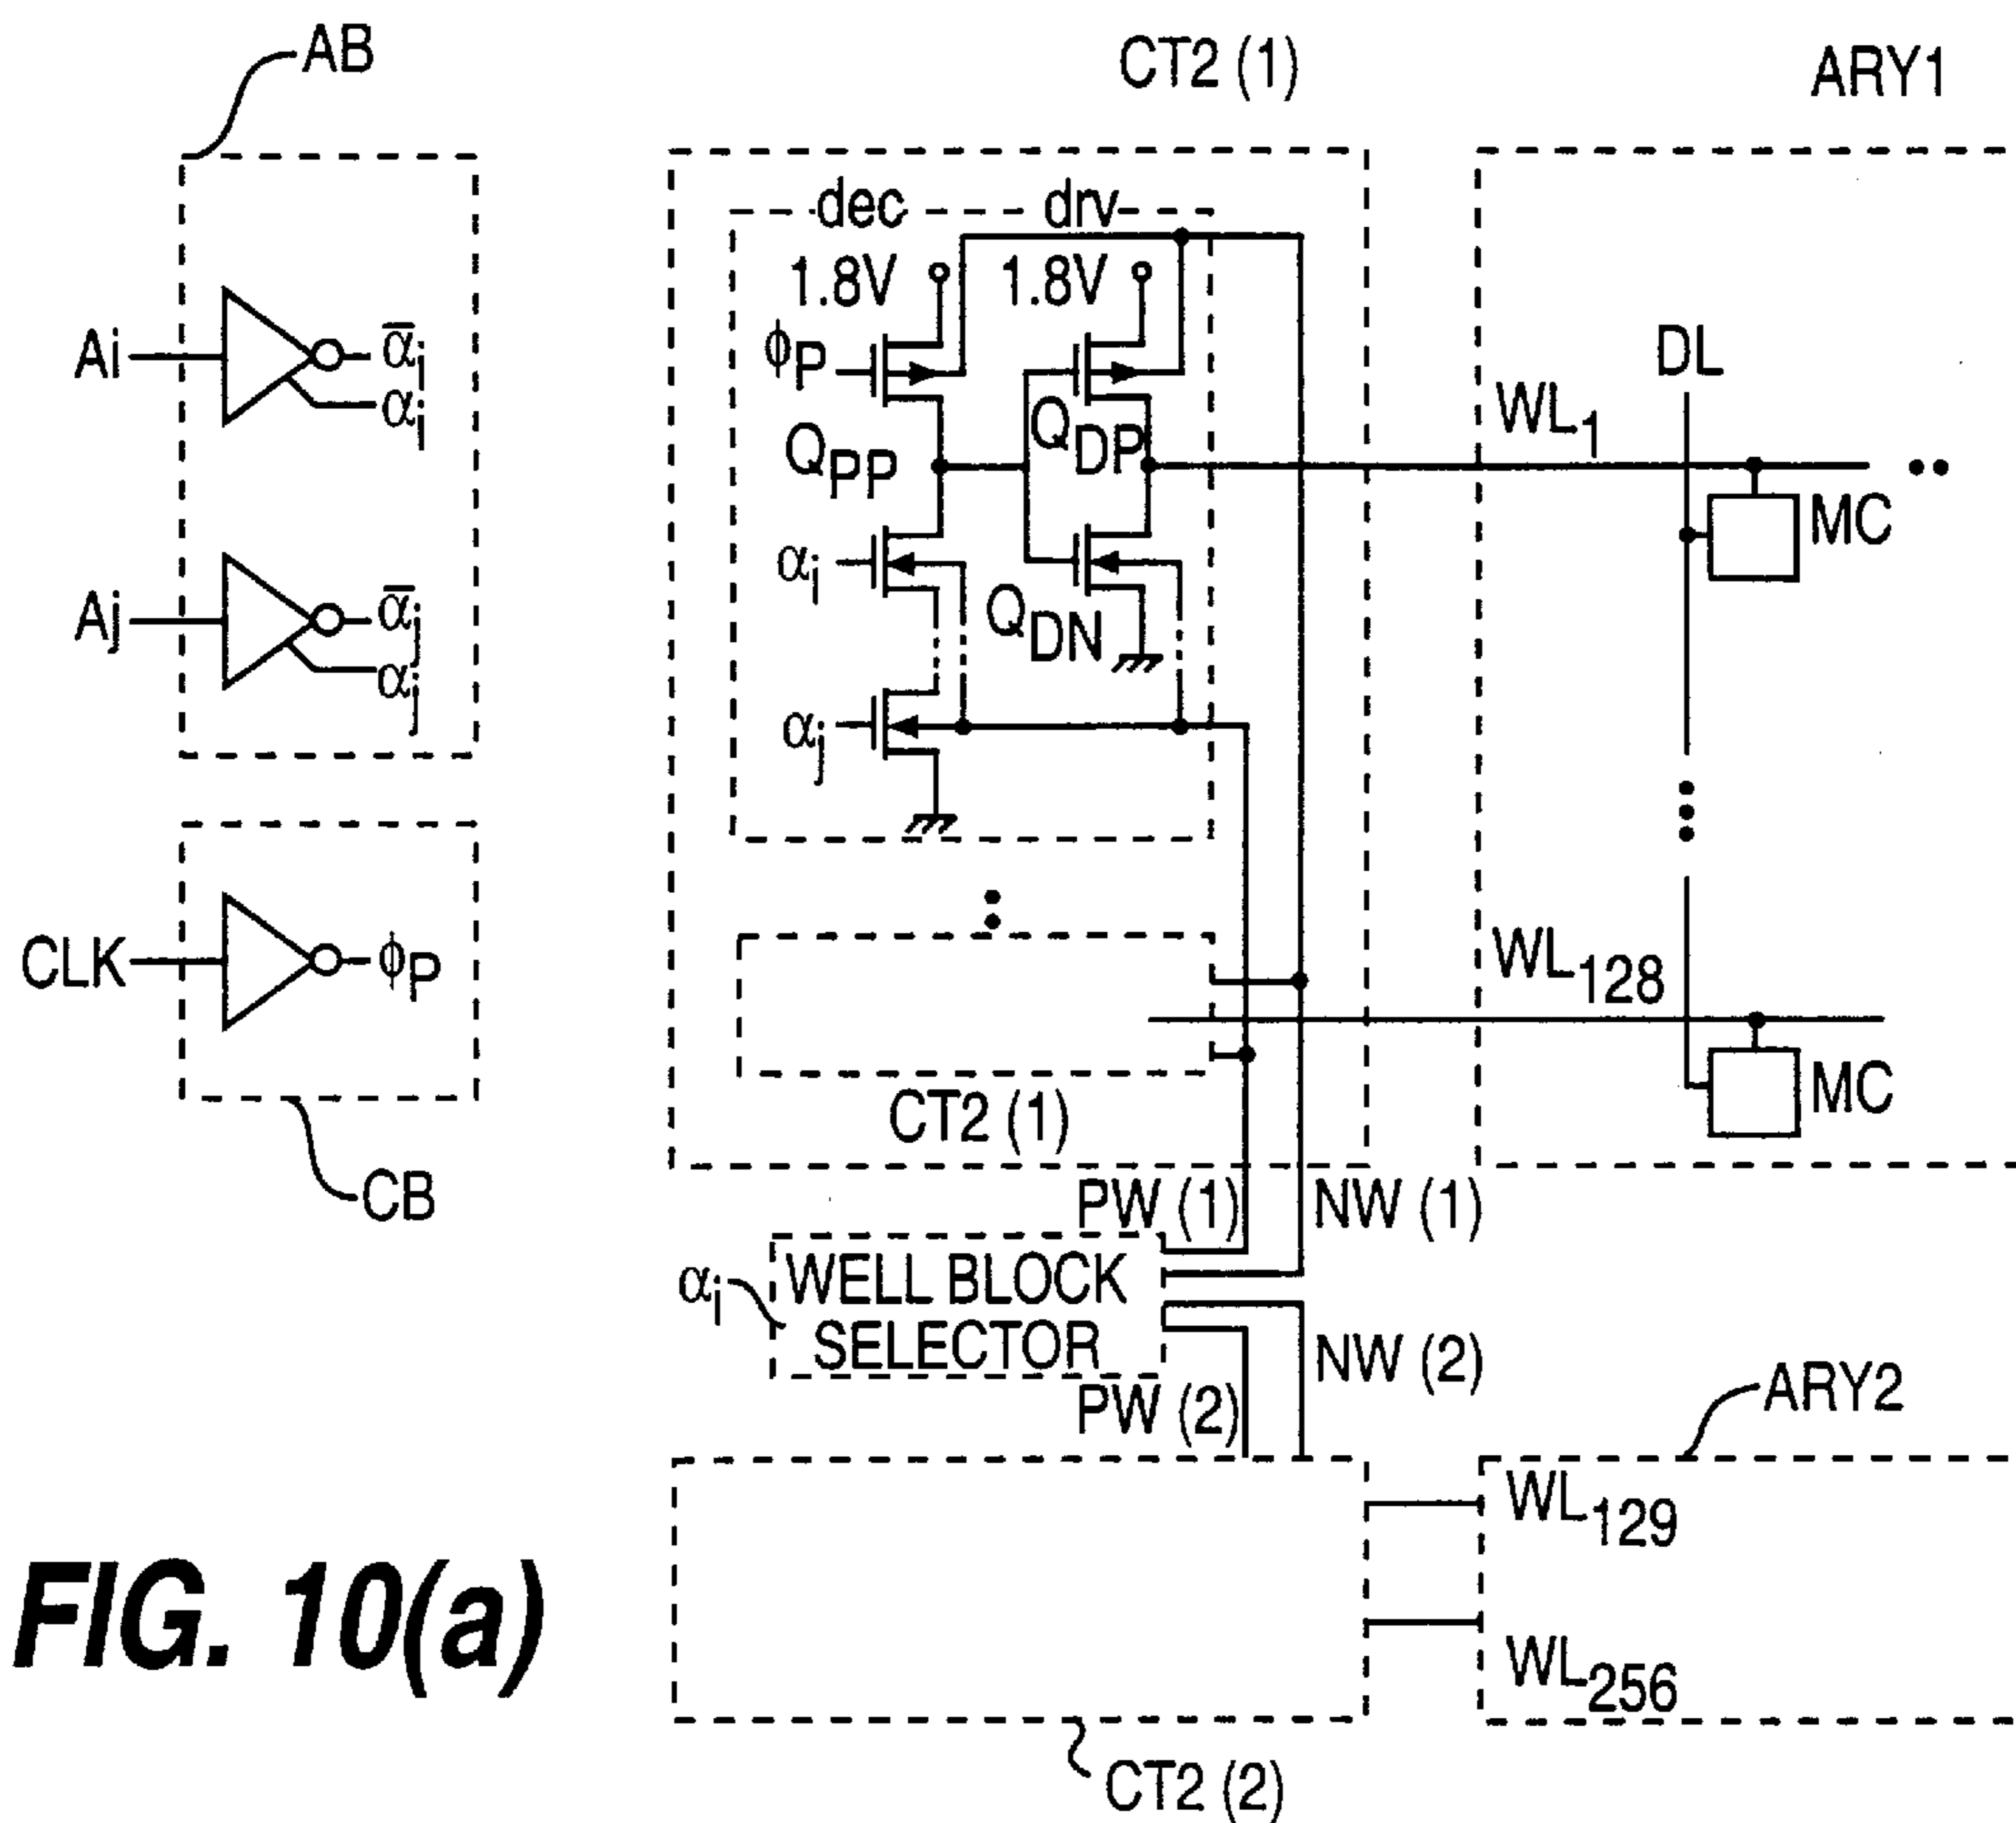 AB
CT2 (1)
ARY1
dec
drv
1.8V
1.8V
Ai
ᾱi
αi
ϕP
DL
WL1
QPP
QDP
MC
αi
Aj
ᾱj
αj
QDN
αj
CLK
ϕP
WL128
MC
CT2 (1)
CB
PW (1)
NW (1)
αi
WELL BLOCK
SELECTOR
NW (2)
PW (2)
ARY2
WL129
FIG. 10(a)
WL256
CT2 (2)